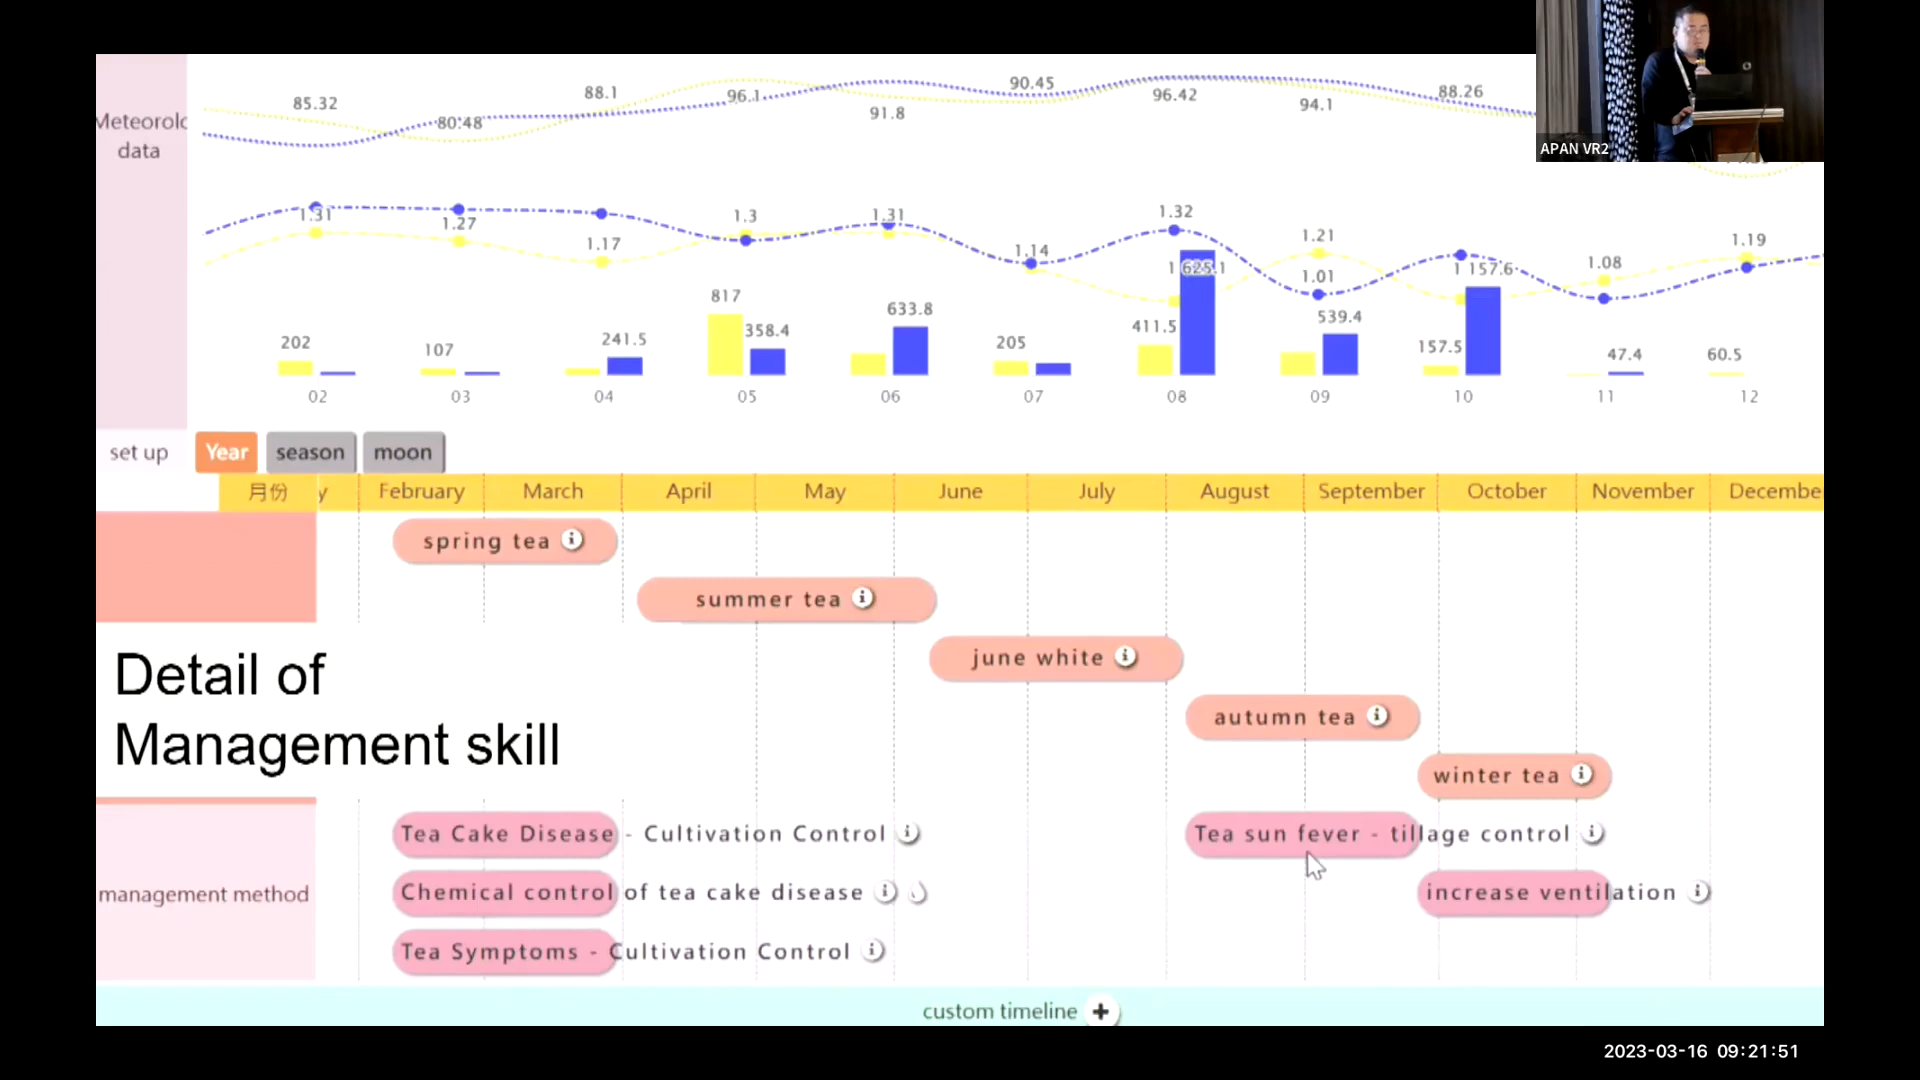 APAN VR2
Meteorolo
data
85.32 80.48 88.1 96.1 91.8 90.45 96.42 94.1 88.26
1.31 1.27 1.17 1.3 1.31 1.14 1.32 1.21 1.01 1.08 1.19
202 107 241.5 817 358.4 633.8 205 411.5 1 625.1 539.4 157.5 1 157.6 47.4 60.5
02 03 04 05 06 07 08 09 10 11 12
set up Year season moon
月份 y February March April May June July August September October November Decembe
spring tea i
summer tea i
june white i
autumn tea i
winter tea i
Detail of
Management skill
management method
Tea Cake Disease - Cultivation Control i Tea sun fever - tillage control i
Chemical control of tea cake disease i increase ventilation i
Tea Symptoms - Cultivation Control i
custom timeline +
2023-03-16 09:21:51